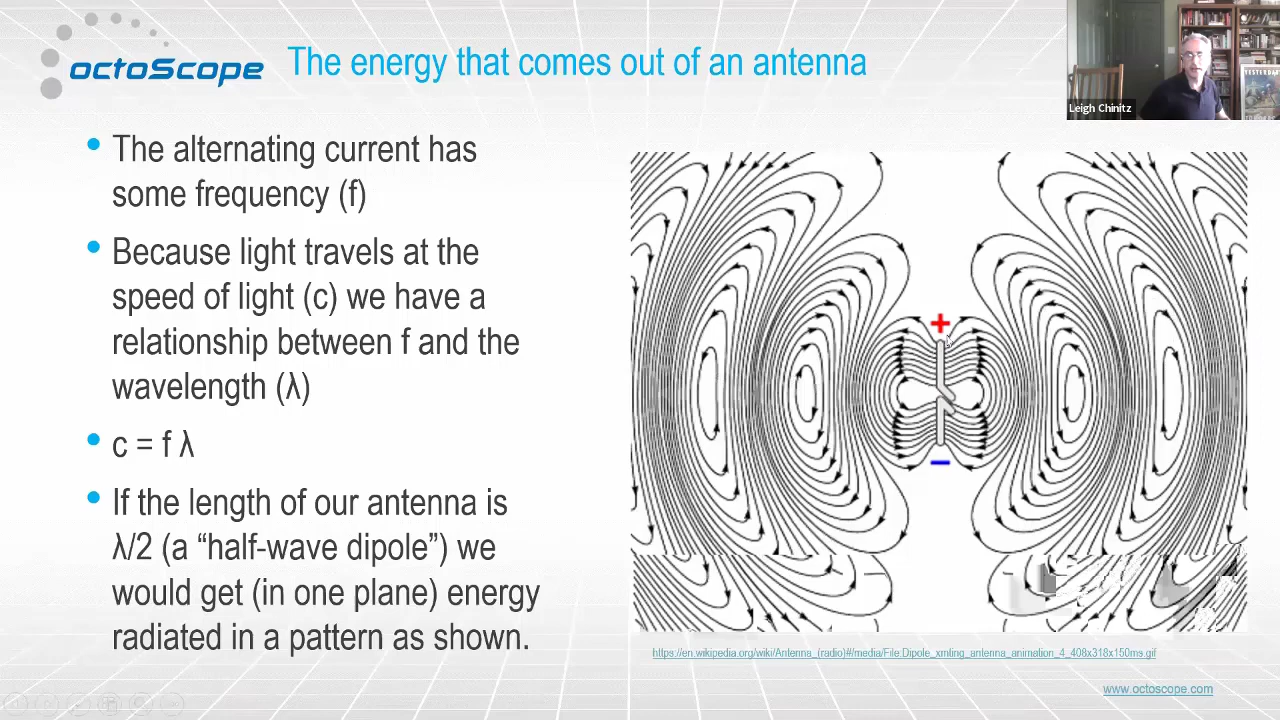 octoScope
The energy that comes out of an antenna
Leigh Chinitz
• The alternating current has
some frequency (f)
• Because light travels at the
speed of light (c) we have a
relationship between f and the
wavelength (λ)
• c = f λ
• If the length of our antenna is
λ/2 (a “half-wave dipole”) we
would get (in one plane) energy
radiated in a pattern as shown.
+
–
https://en.wikipedia.org/wiki/Antenna_(radio)#/media/File:Dipole_xmting_antenna_animation_4_408x318x150ms.gif
www.octoscope.com